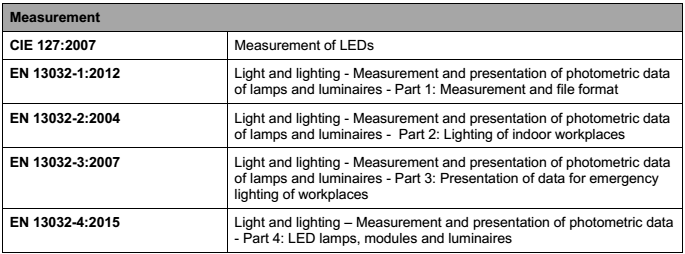 Measurement
CIE 127:2007 Measurement of LEDs
EN 13032-1:2012 Light and lighting - Measurement and presentation of photometric data
of lamps and luminaires - Part 1: Measurement and file format
EN 13032-2:2004 Light and lighting - Measurement and presentation of photometric data
of lamps and luminaires - Part 2: Lighting of indoor workplaces
EN 13032-3:2007 Light and lighting - Measurement and presentation of photometric data
of lamps and luminaires - Part 3: Presentation of data for emergency
lighting of workplaces
EN 13032-4:2015 Light and lighting – Measurement and presentation of photometric data
- Part 4: LED lamps, modules and luminaires